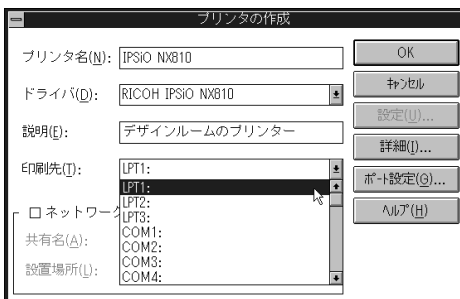 プリンタの作成
プリンタ名(N): IPSiO NX810
OK
ドライバ(D): RICOH IPSiO NX810
ｷｬﾝｾﾙ
設定(U)...
説明(E): デザインルームのプリンター
詳細(I)...
印刷先(T): LPT1:
ﾎﾟｰﾄ設定(G)...
LPT1:
LPT2:
ﾍﾙﾌﾟ(H)
ネットワーク
LPT3:
共有名(A):
COM1:
COM2:
設置場所(L):
COM3:
COM4: